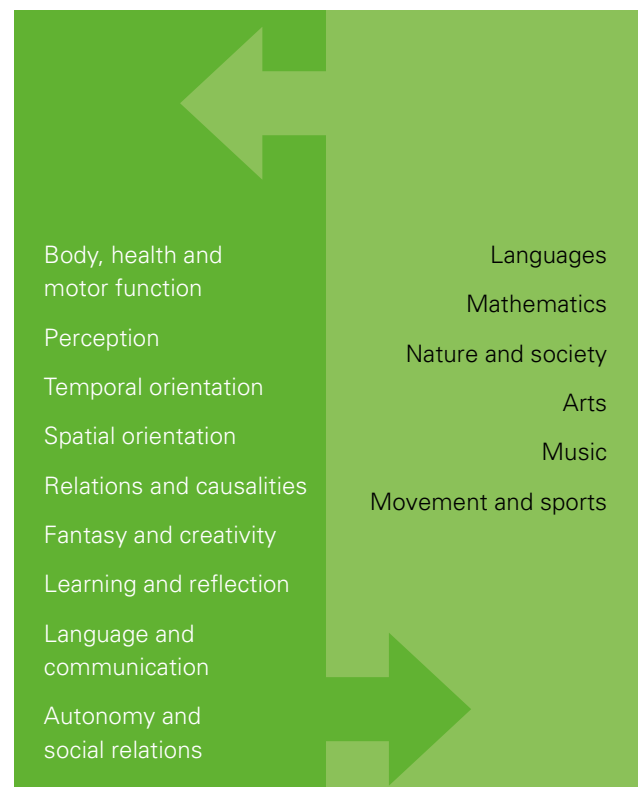 Body, health and
motor function
Perception
Temporal orientation
Spatial orientation
Relations and causalities
Fantasy and creativity
Learning and reflection
Language and
communication
Autonomy and
social relations
Languages
Mathematics
Nature and society
Arts
Music
Movement and sports